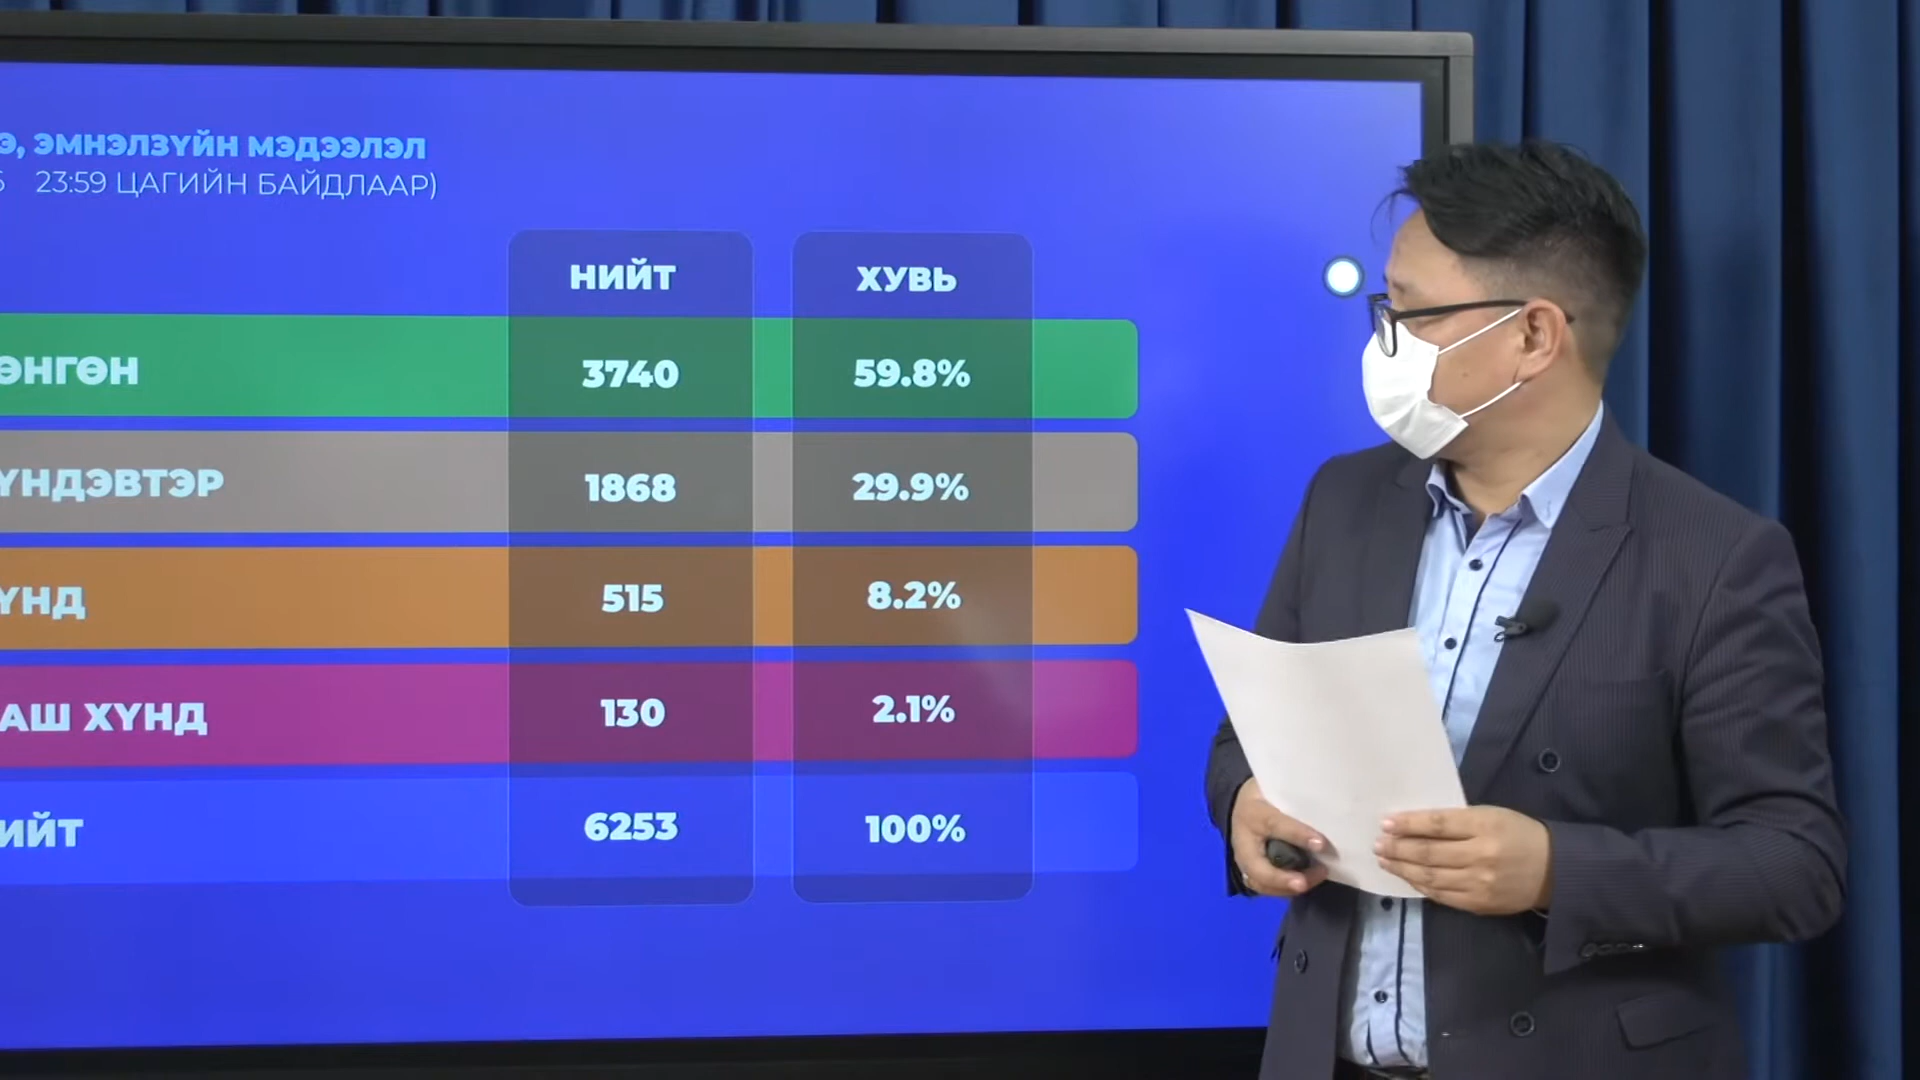 Э, ЭМНЭЛЗҮЙН МЭДЭЭЛЭЛ
23:59 ЦАГИЙН БАЙДЛААР)
НИЙТ ХУВЬ
ӨНГӨН 3740 59.8%
ҮНДЭВТЭР 1868 29.9%
ҮНД 515 8.2%
АШ ХҮНД 130 2.1%
ИЙТ 6253 100%